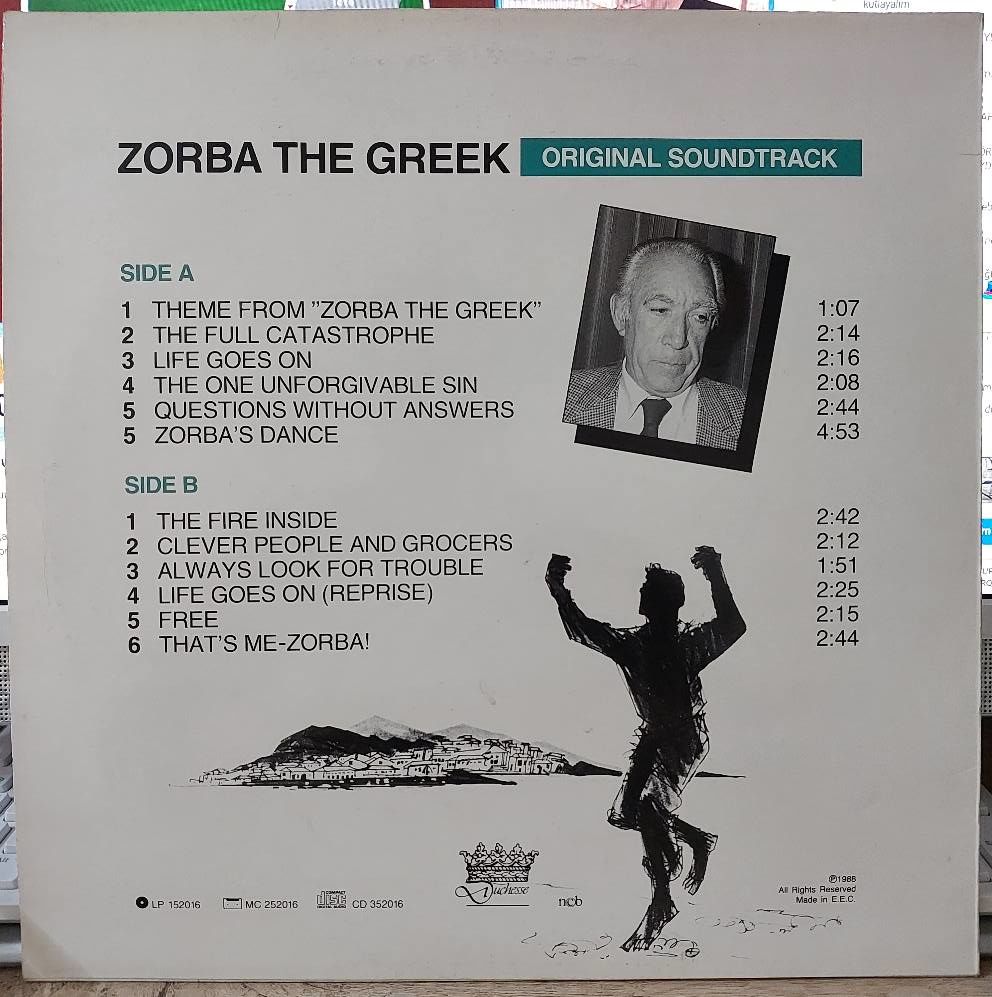 kutlayalım
ZORBA THE GREEK ORIGINAL SOUNDTRACK
SIDE A
1 THEME FROM ”ZORBA THE GREEK” 1:07
2 THE FULL CATASTROPHE 2:14
3 LIFE GOES ON 2:16
4 THE ONE UNFORGIVABLE SIN 2:08
5 QUESTIONS WITHOUT ANSWERS 2:44
5 ZORBA'S DANCE 4:53
SIDE B
1 THE FIRE INSIDE 2:42
2 CLEVER PEOPLE AND GROCERS 2:12
3 ALWAYS LOOK FOR TROUBLE 1:51
4 LIFE GOES ON (REPRISE) 2:25
5 FREE 2:15
6 THAT'S ME-ZORBA! 2:44
Duchesse
ncb
LP 152016 MC 252016 COMPACT disc CD 352016
℗1988
All Rights Reserved
Made in E.E.C.